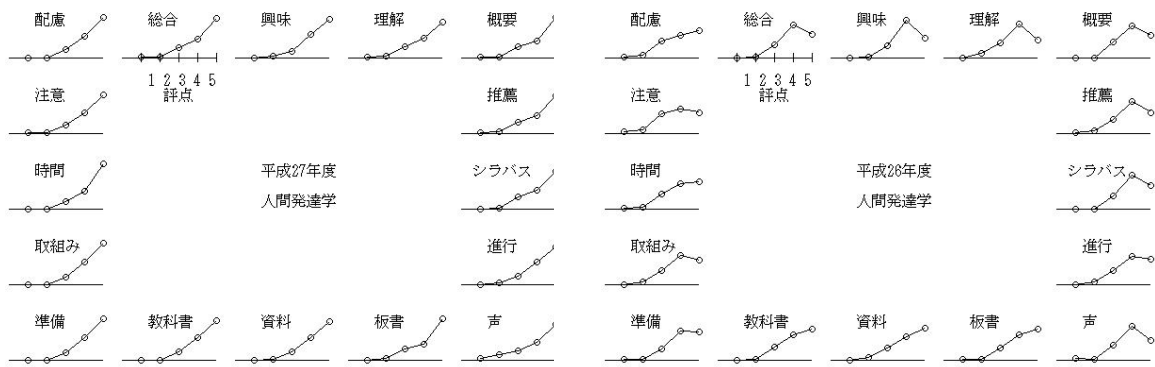 配慮 総合 興味 理解 概要 配慮 総合 興味 理解 概要
1 2 3 4 5 1 2 3 4 5
評点 評点
注意 推薦 注意 推薦
時間 平成27年度 シラバス 時間 平成26年度 シラバス
人間発達学 人間発達学
取組み 進行 取組み 進行
準備 教科書 資料 板書 声 準備 教科書 資料 板書 声